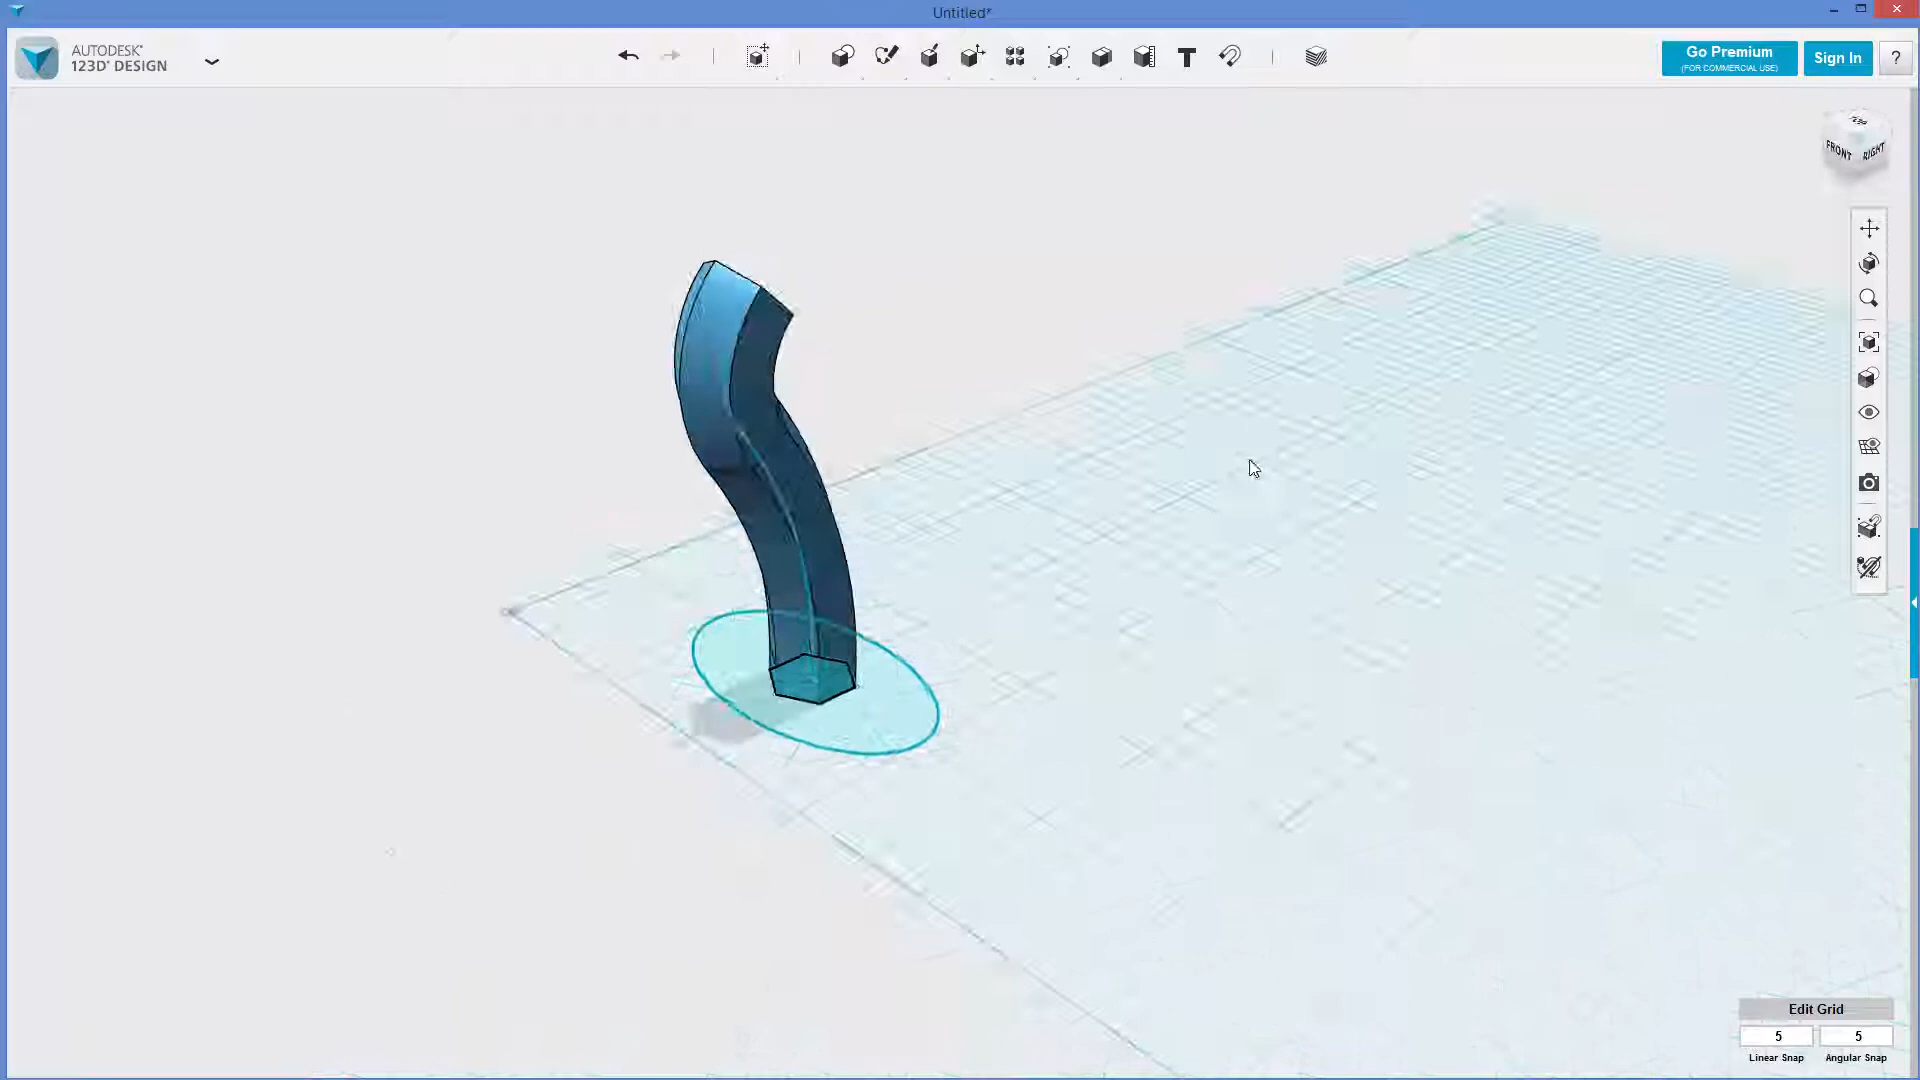 Untitled*
AUTODESK®
123D® DESIGN
Go Premium
(FOR COMMERCIAL USE)
Sign In
?
TOP
FRONT
RIGHT
Edit Grid
5
5
Linear Snap
Angular Snap